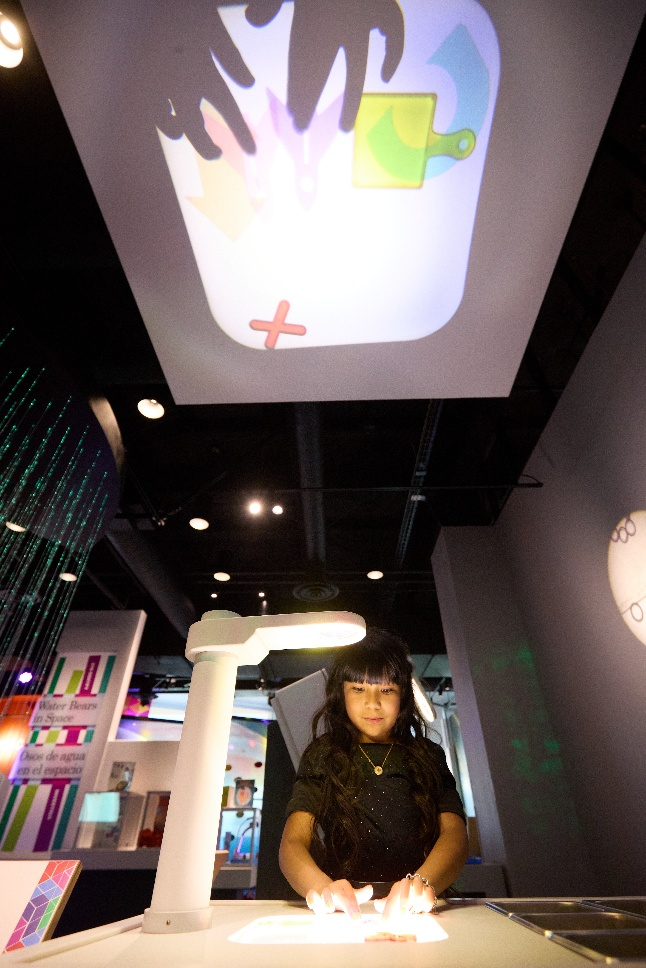 Water Bears
in Space
Osos de agua
en el espacio